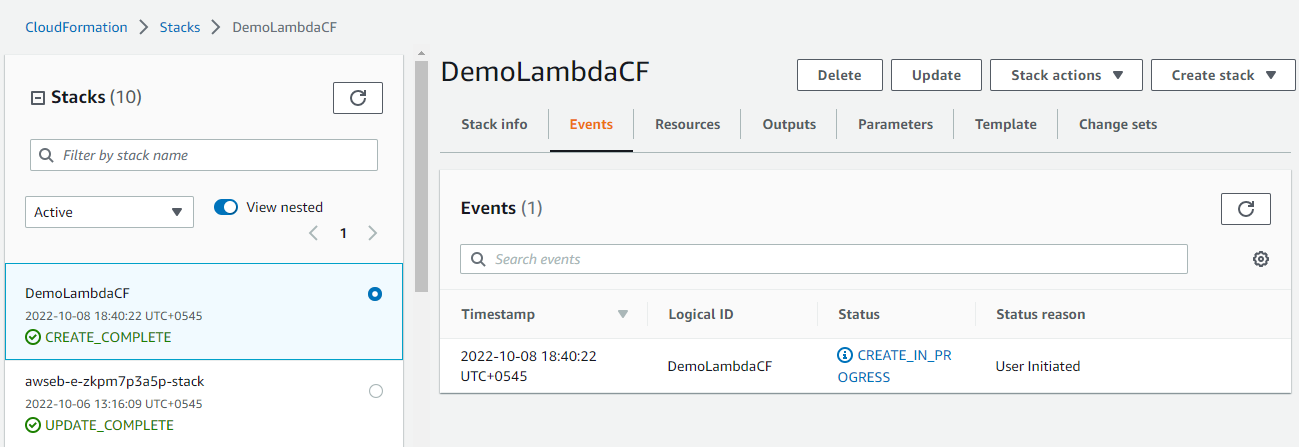 CloudFormation > Stacks > DemoLambdaCF
Stacks (10)
Filter by stack name
Active
View nested
1
DemoLambdaCF
2022-10-08 18:40:22 UTC+0545
CREATE_COMPLETE
awseb-e-zkpm7p3a5p-stack
2022-10-06 13:16:09 UTC+0545
UPDATE_COMPLETE
DemoLambdaCF
Delete
Update
Stack actions
Create stack
Stack info
Events
Resources
Outputs
Parameters
Template
Change sets
Events (1)
Search events
Timestamp
Logical ID
Status
Status reason
2022-10-08 18:40:22
UTC+0545
DemoLambdaCF
CREATE_IN_PR
OGRESS
User Initiated